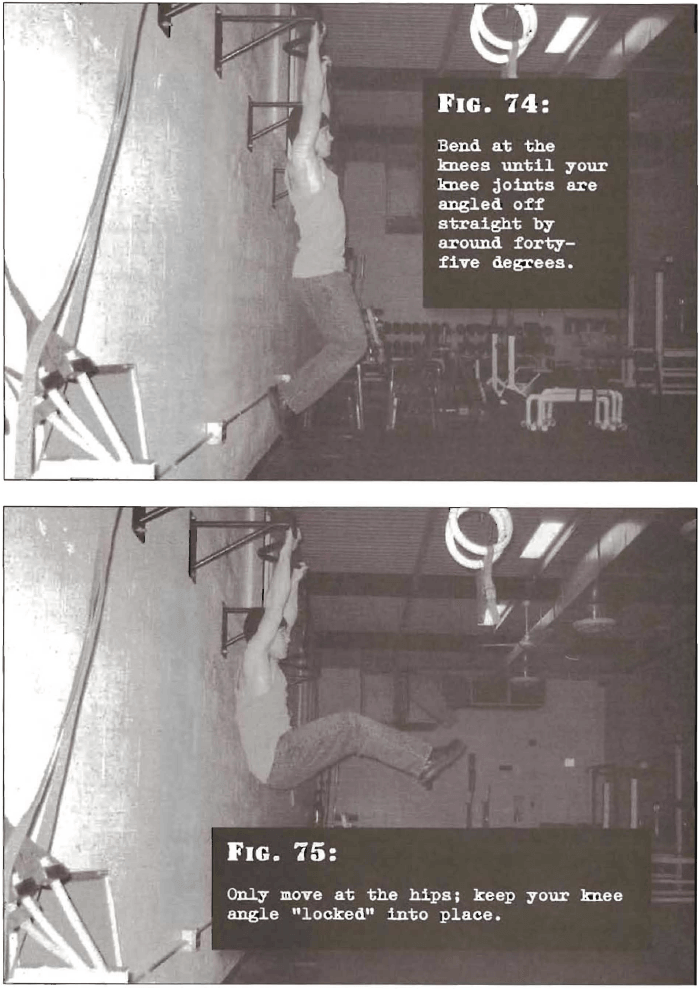 FIG. 74:
Bend at the
knees until your
knee joints are
angled off
straight by
around forty-
five degrees.
FIG. 75:
Only move at the hips; keep your knee
angle "locked" into place.